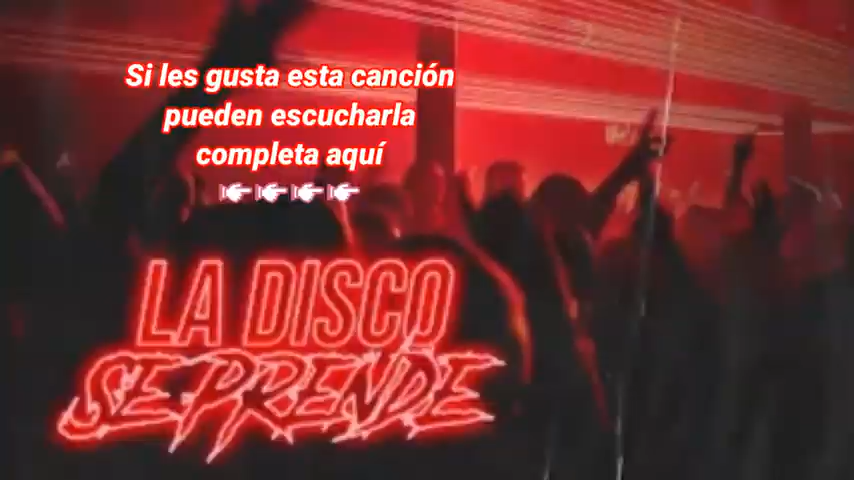 Si les gusta esta canción
pueden escucharla
completa aquí
👉👉👉👉
LA DISCO
SE PRENDE